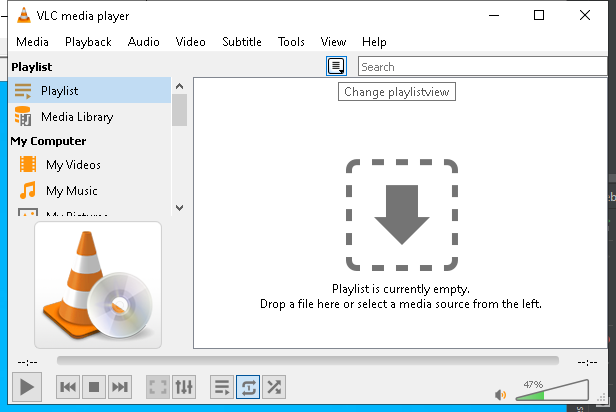 VLC media player
Media Playback Audio Video Subtitle Tools View Help
Playlist
Search
Playlist
Change playlistview
Media Library
My Computer
My Videos
My Music
My Pictures
Playlist is currently empty.
Drop a file here or select a media source from the left.
--:-- --:--
47%